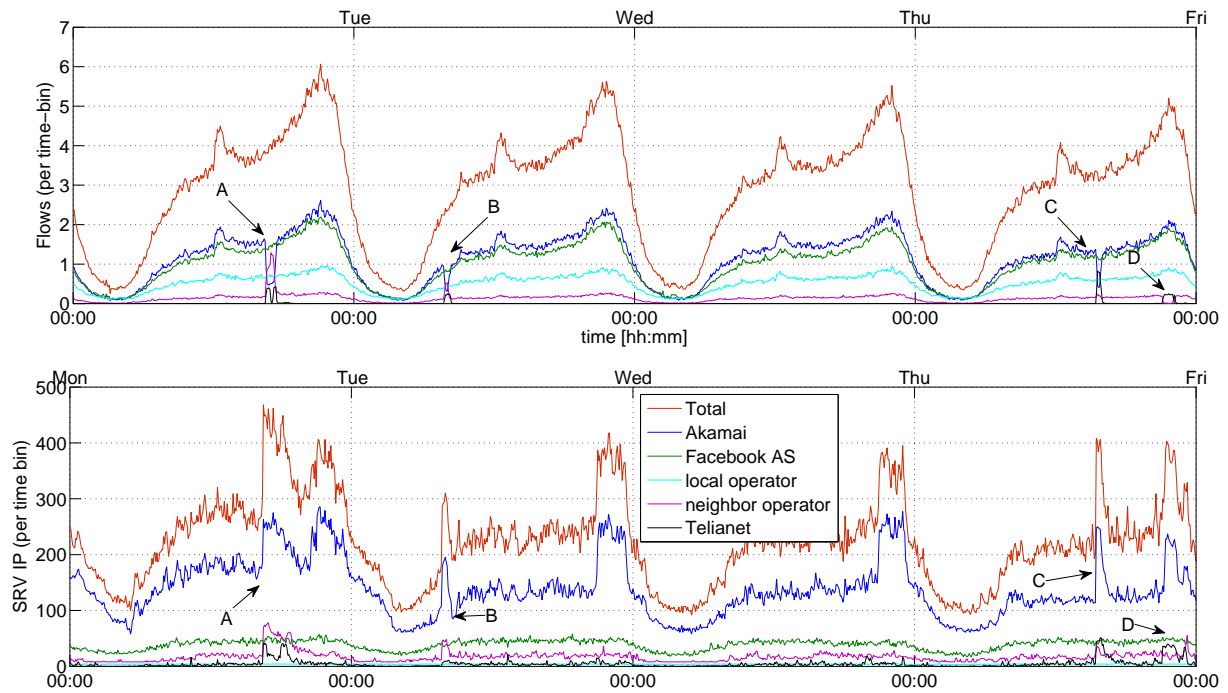 Tue Wed Thu Fri
7
6
5
4
3
2
1
0
Flows (per time−bin)
A
B
C
D
00:00 00:00 00:00 00:00 00:00
time [hh:mm]
Mon Tue Wed Thu Fri
500
400
300
200
100
0
SRV IP (per time bin)
Total
Akamai
Facebook AS
local operator
neighbor operator
Telianet
A
B
C
D
00:00 00:00 00:00 00:00 00:00